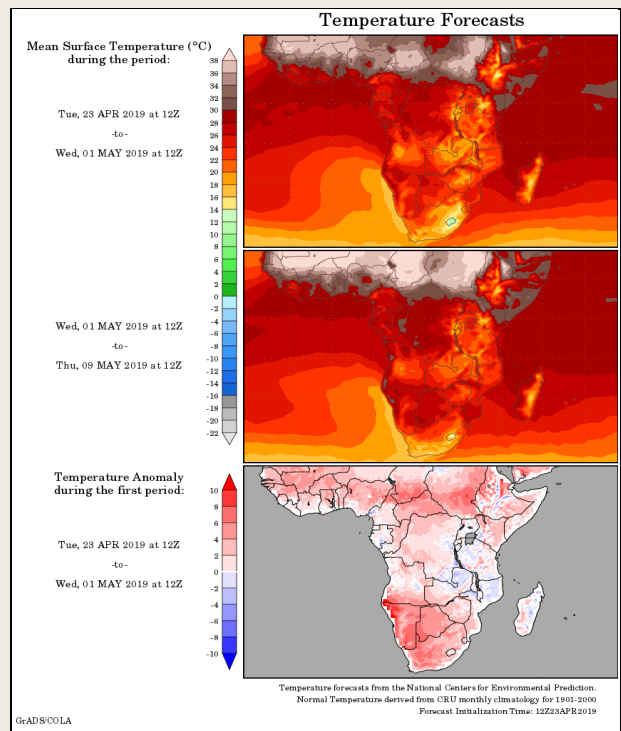 Temperature Forecasts
Mean Surface Temperature (°C)
during the period:
38
36
34
32
30
28
26
24
22
20
18
16
14
12
10
8
6
4
2
0
-2
-4
-6
-8
-10
-12
-14
-16
-18
-20
-22
Tue, 23 APR 2019 at 12Z
-to-
Wed, 01 MAY 2019 at 12Z
Wed, 01 MAY 2019 at 12Z
-to-
Thu, 09 MAY 2019 at 12Z
Temperature Anomaly
during the first period:
10
8
6
4
2
0
-2
-4
-6
-8
-10
Tue, 23 APR 2019 at 12Z
-to-
Wed, 01 MAY 2019 at 12Z
Temperature forecasts from the National Centers for Environmental Prediction.
Normal Temperature derived from CRU monthly climatology for 1901-2000
Forecast Initialization Time: 12Z23APR2019
GrADS/COLA